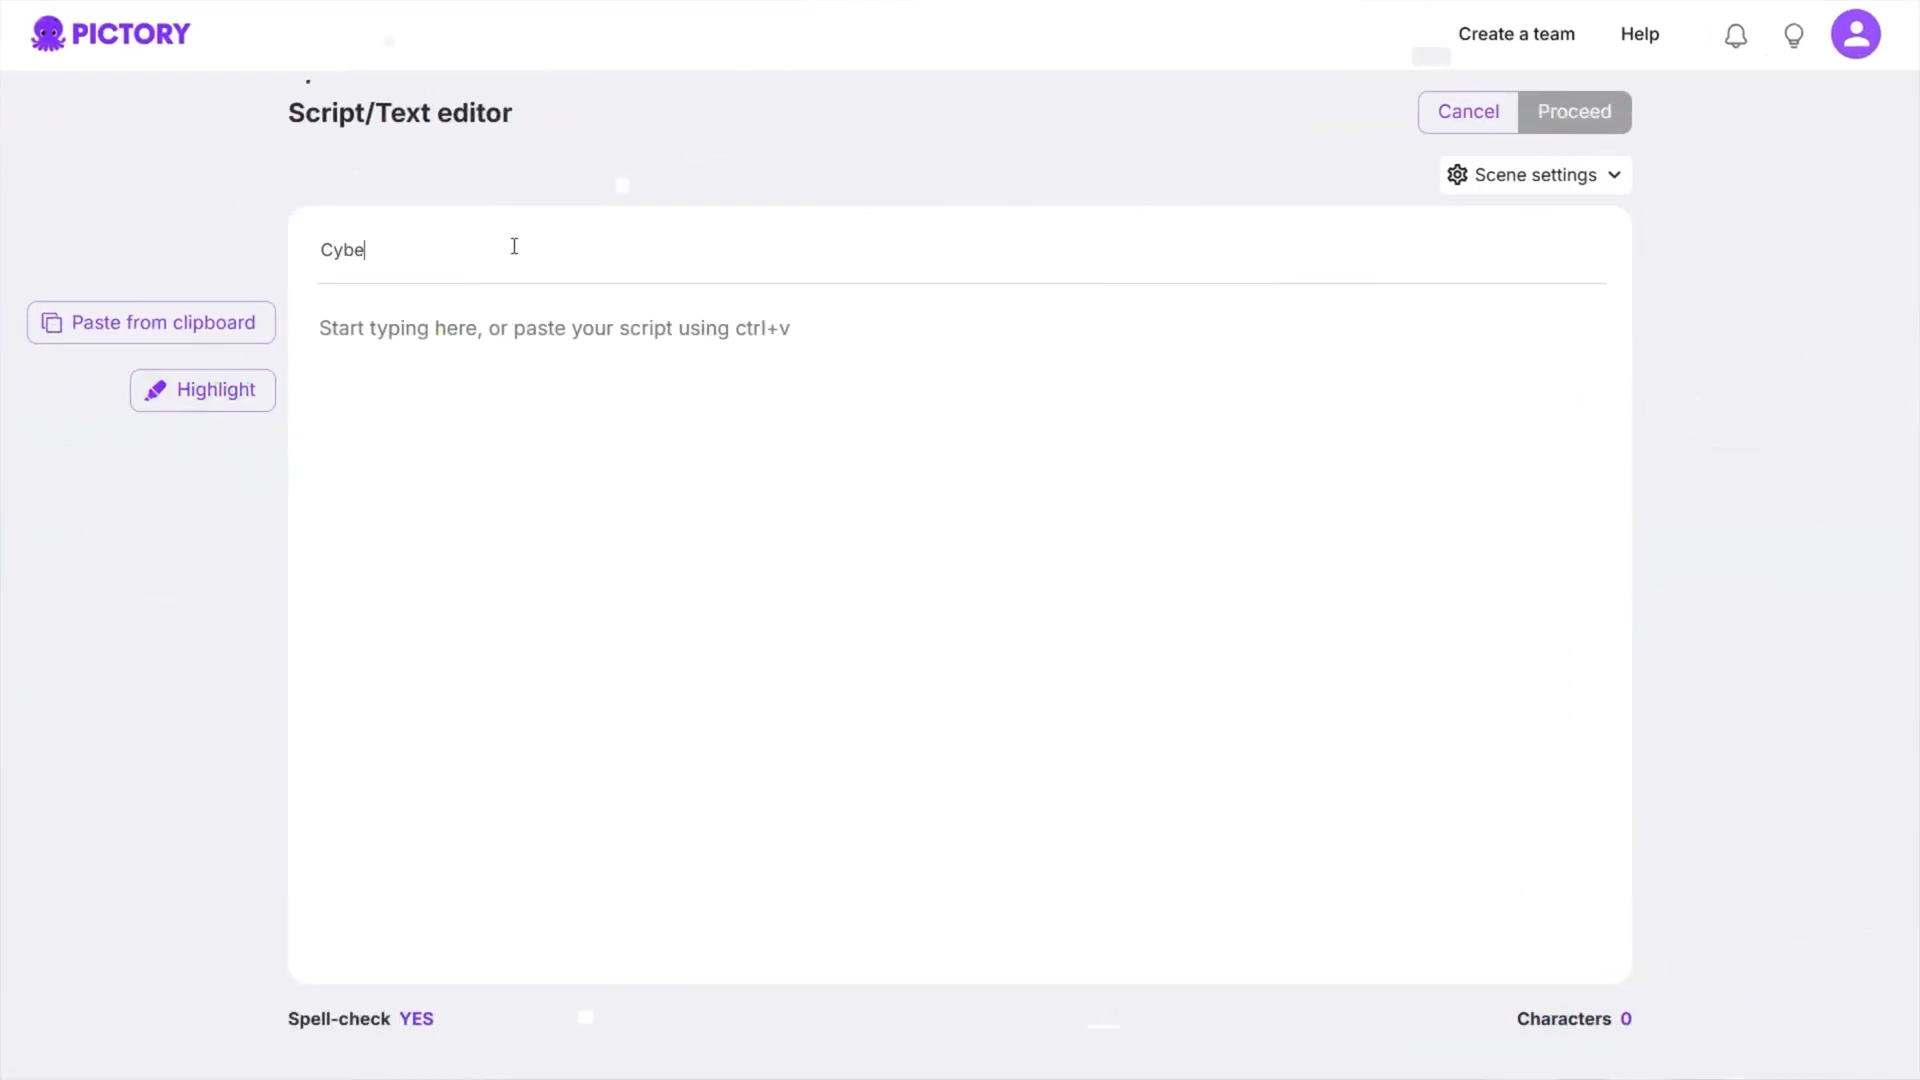 PICTORY
Create a team
Help
Script/Text editor
Cancel
Proceed
Scene settings
Cybe
Paste from clipboard
Start typing here, or paste your script using ctrl+v
Highlight
Spell-check YES
Characters 0